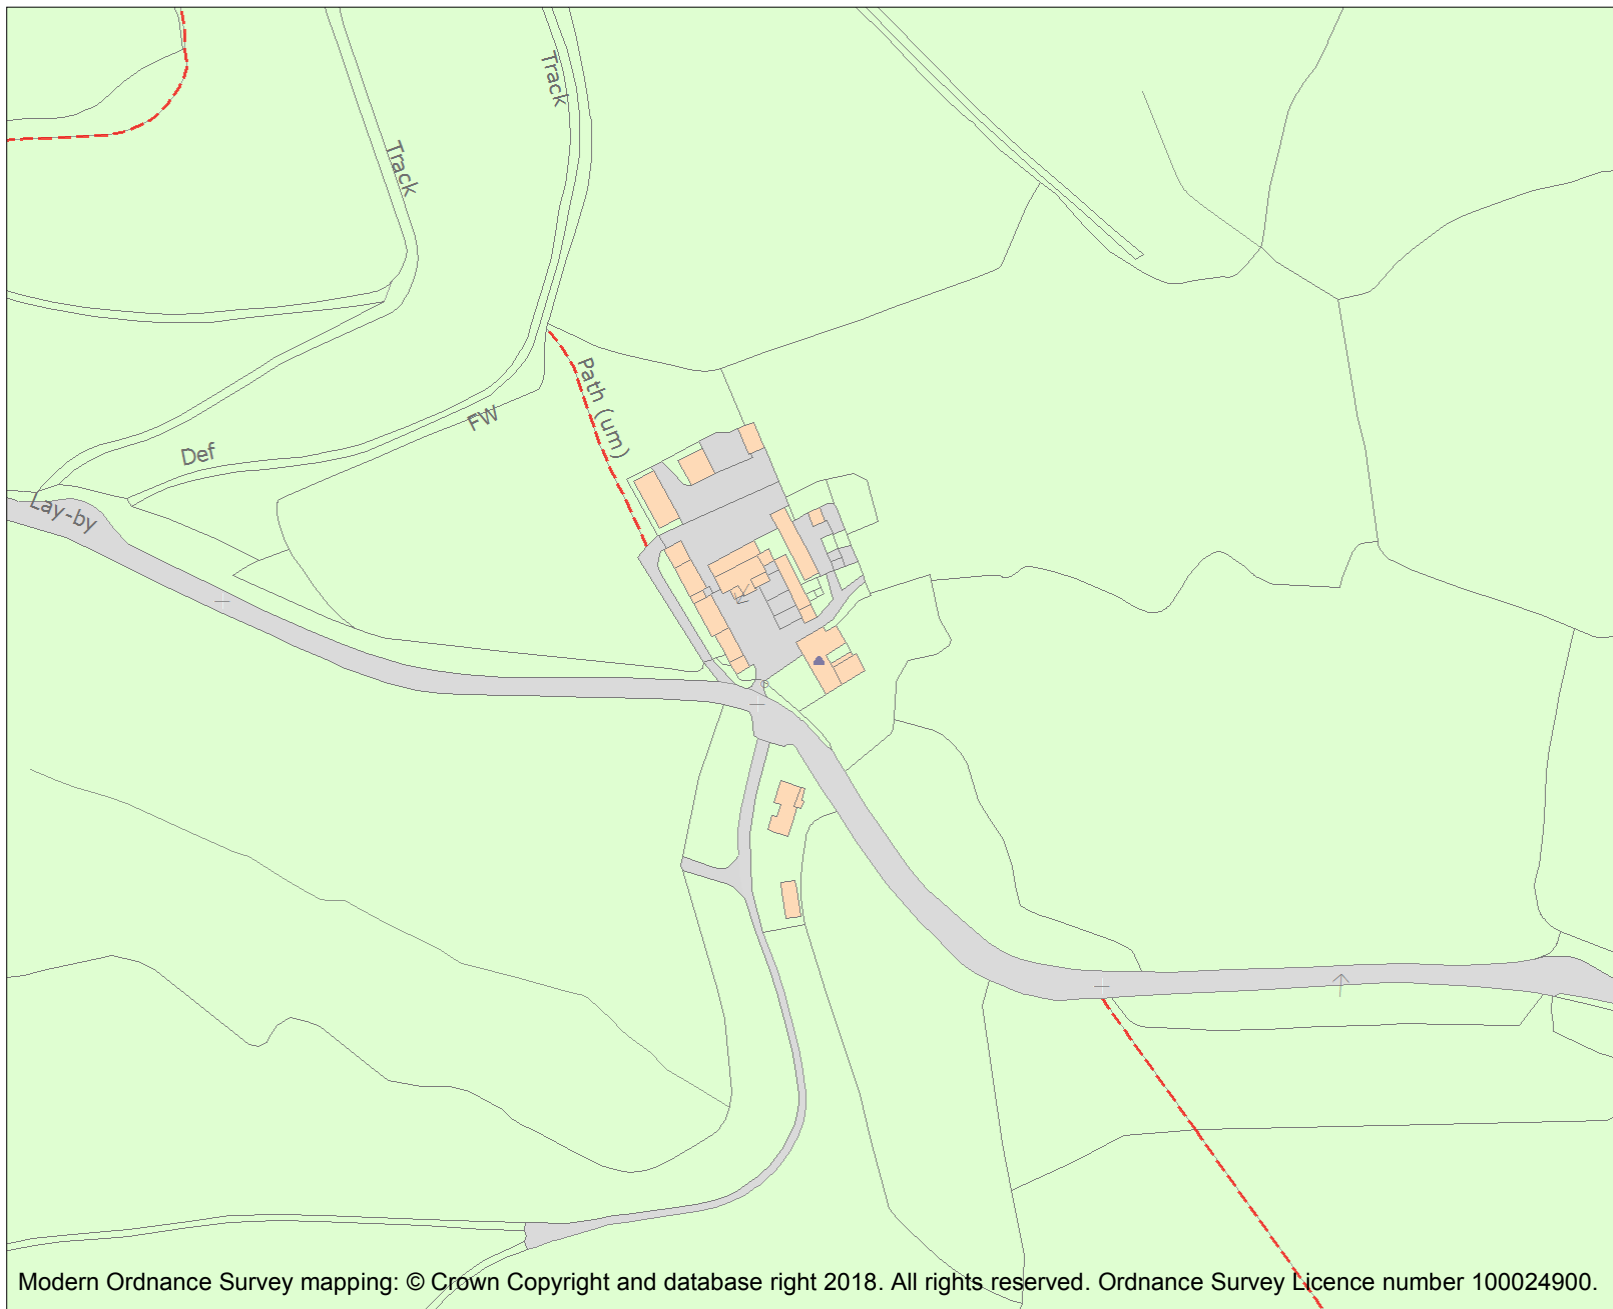 Track
Track
Path (um)
FW
Def
Lay-by
Modern Ordnance Survey mapping: © Crown Copyright and database right 2018. All rights reserved. Ordnance Survey Licence number 100024900.